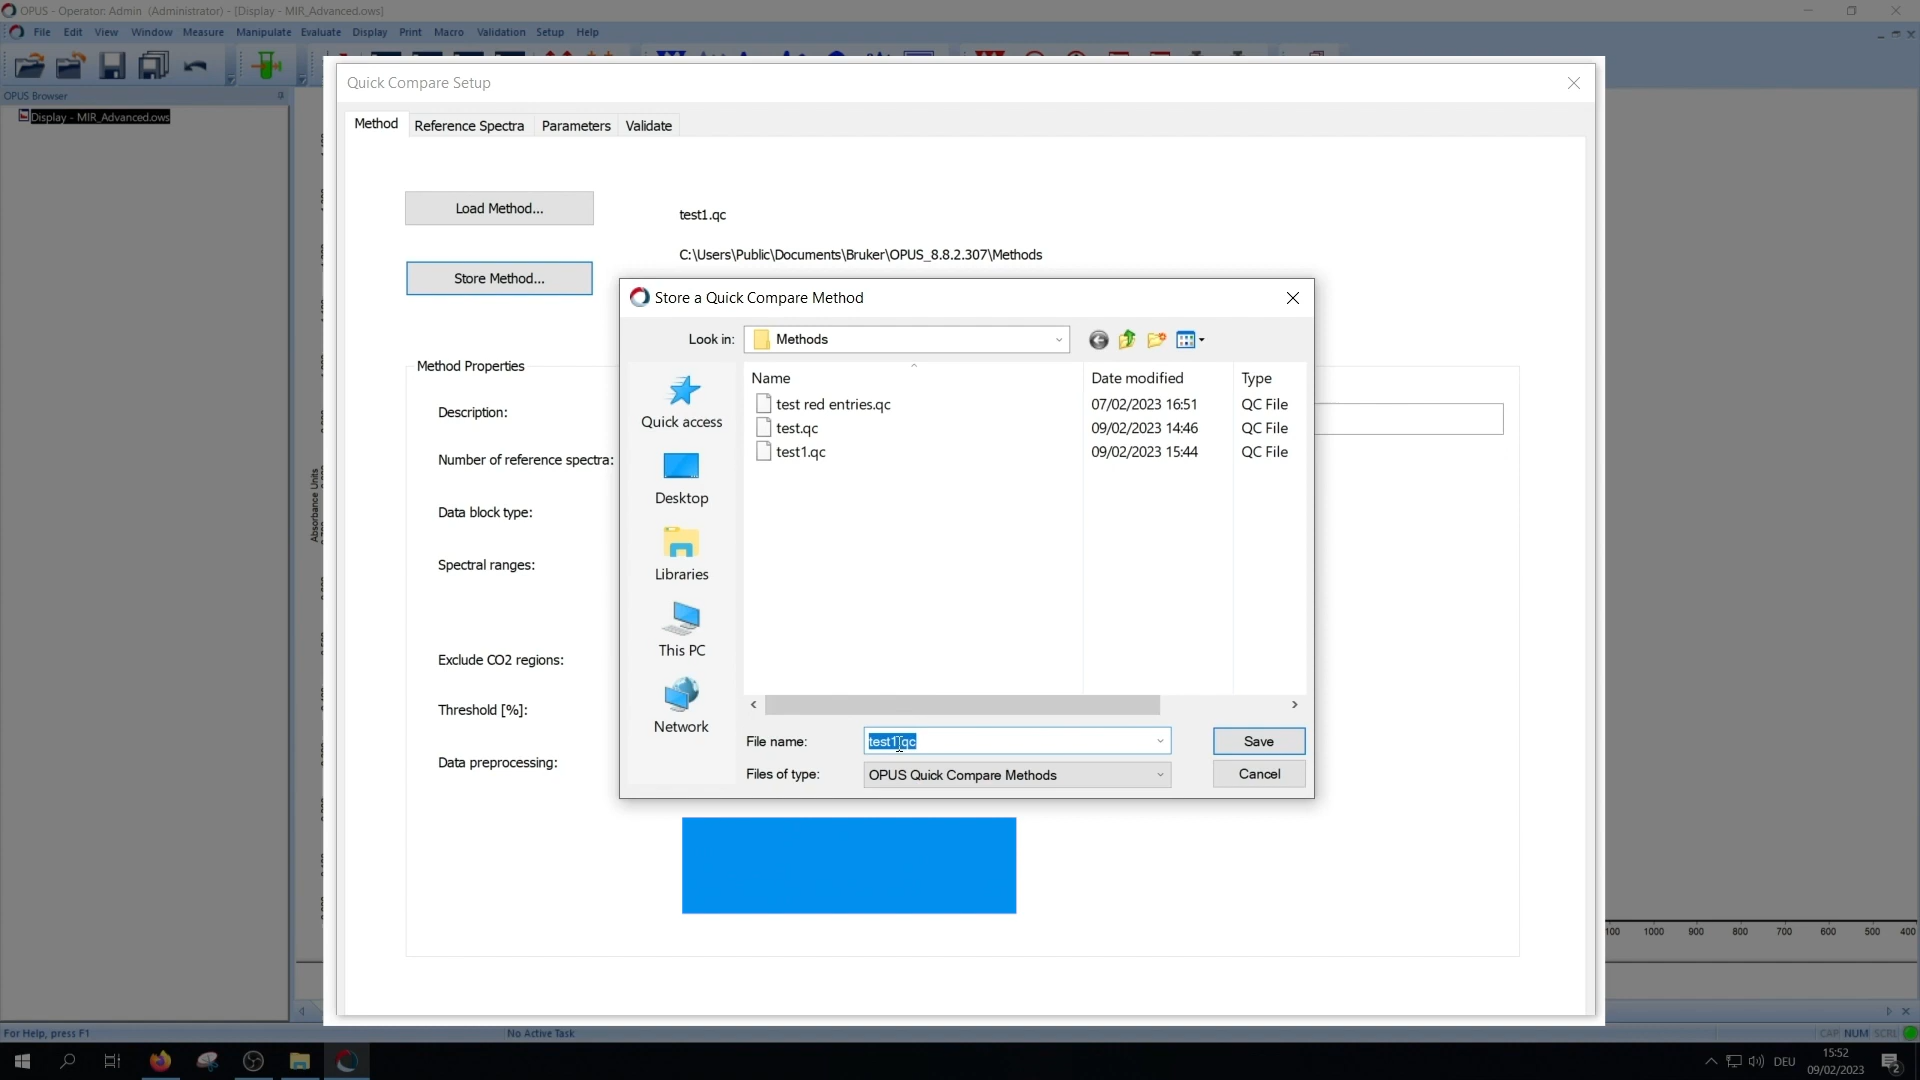 OPUS - Operator: Admin (Administrator) - [Display - MIR_Advanced.ows]
File Edit View Window Measure Manipulate Evaluate Display Print Macro Validation Setup Help
OPUS Browser
Display - MIR_Advanced.ows
Quick Compare Setup
Method Reference Spectra Parameters Validate
Load Method...
test1.qc
C:\Users\Public\Documents\Bruker\OPUS_8.8.2.307\Methods
Store Method...
Method Properties
Description:
Number of reference spectra:
Data block type:
Spectral ranges:
Exclude CO2 regions:
Threshold [%]:
Data preprocessing:
Store a Quick Compare Method
Look in: Methods
Quick access
Desktop
Libraries
This PC
Network
Name Date modified Type
test red entries.qc 07/02/2023 16:51 QC File
test.qc 09/02/2023 14:46 QC File
test1.qc 09/02/2023 15:44 QC File
File name: test1.qc Save
Files of type: OPUS Quick Compare Methods Cancel
Absorbance Units
1000 900 800 700 600 500 400
For Help, press F1 No Active Task CAP NUM SCRL
DEU 15:52
09/02/2023
2